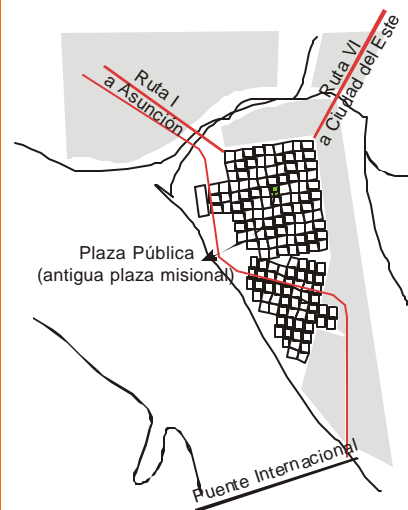 Ruta I
a Asunción
Ruta VI
a Ciudad del Este
Plaza Pública
(antigua plaza misional)
Puente Internacional